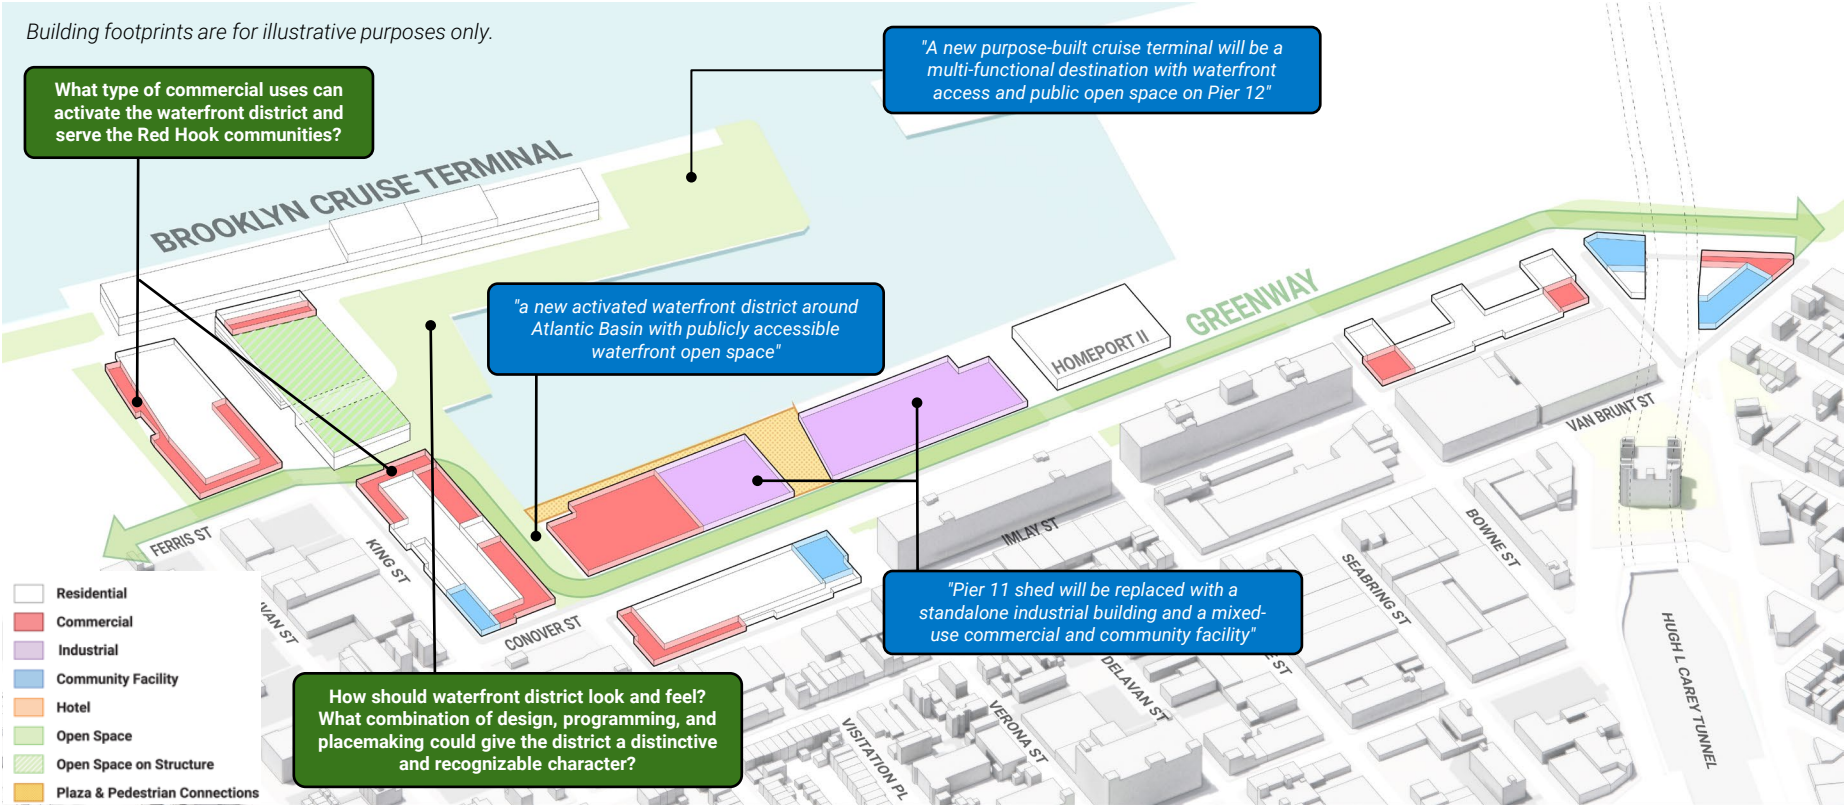 Building footprints are for illustrative purposes only.
What type of commercial uses can
activate the waterfront district and
serve the Red Hook communities?
"A new purpose-built cruise terminal will be a
multi-functional destination with waterfront
access and public open space on Pier 12"
BROOKLYN CRUISE TERMINAL
"a new activated waterfront district around
Atlantic Basin with publicly accessible
waterfront open space"
GREENWAY
HOMEPORT II
VAN BRUNT ST
FERRIS ST
KING ST
CONOVER ST
IMLAY ST
BOWNE ST
SEABRING ST
"Pier 11 shed will be replaced with a
standalone industrial building and a mixed-
use commercial and community facility"
HUGH L CAREY TUNNEL
DELAVAN ST
VERONA ST
VISITATION PL
How should waterfront district look and feel?
What combination of design, programming, and
placemaking could give the district a distinctive
and recognizable character?
Residential
Commercial
Industrial
Community Facility
Hotel
Open Space
Open Space on Structure
Plaza & Pedestrian Connections